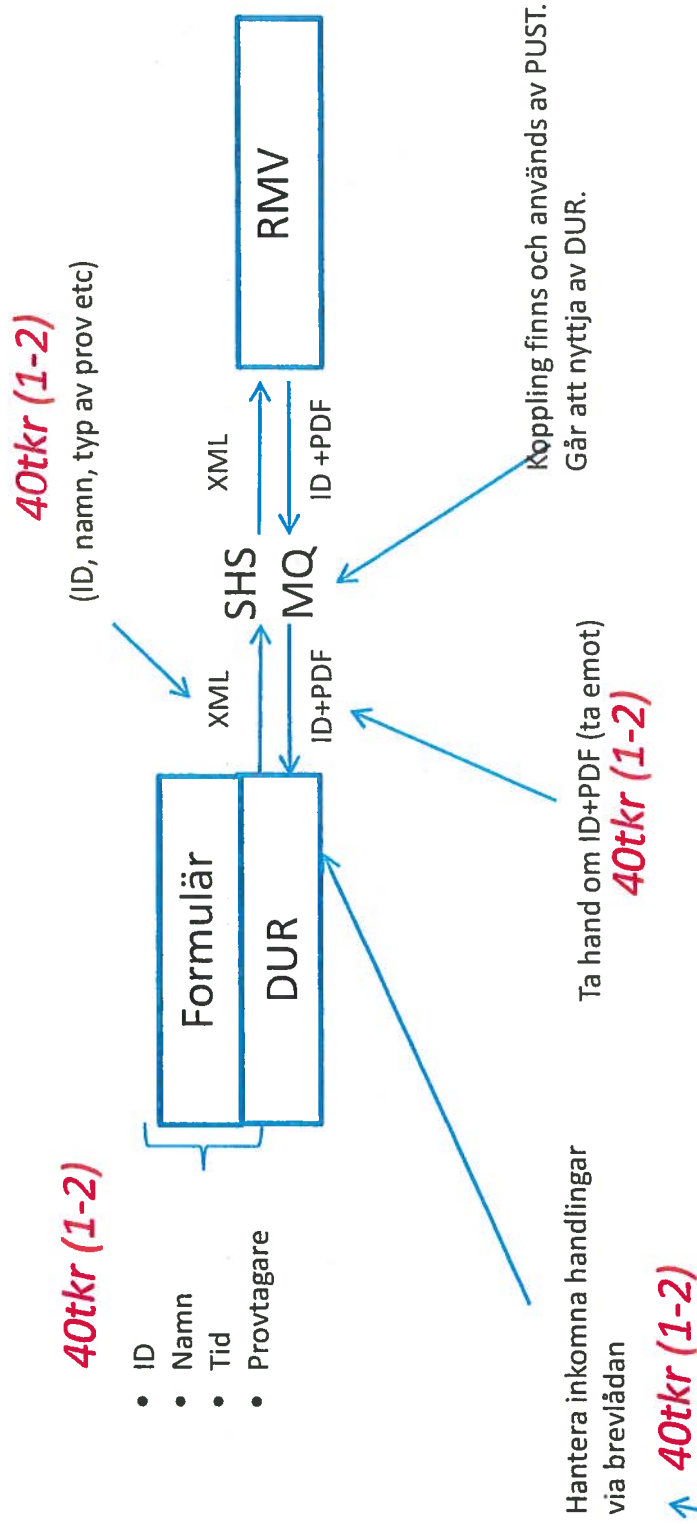 40tkr (1-2)
• ID
• Namn
• Tid
• Provtagare
Formulär
DUR
40tkr (1-2)
(ID, namn, typ av prov etc)
XML
SHS
XML
RMV
ID+PDF
MQ
ID +PDF
Hantera inkomna handlingar
via brevlådan
40tkr (1-2)
Ta hand om ID+PDF (ta emot)
40tkr (1-2)
Koppling finns och används av PUST.
Går att nyttja av DUR.